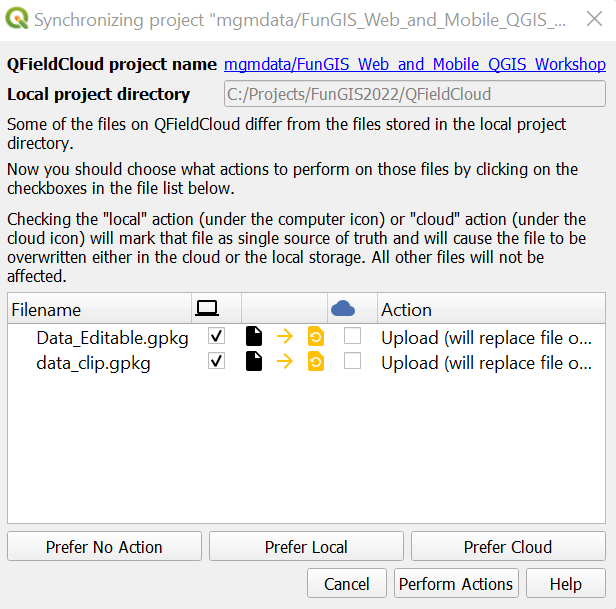 Synchronizing project "mgmdata/FunGIS_Web_and_Mobile_QGIS_...
QFieldCloud project name mgmdata/FunGIS_Web_and_Mobile_QGIS_Workshop
Local project directory C:/Projects/FunGIS2022/QFieldCloud
Some of the files on QFieldCloud differ from the files stored in the local project
directory.
Now you should choose what actions to perform on those files by clicking on the
checkboxes in the file list below.
Checking the "local" action (under the computer icon) or "cloud" action (under the
cloud icon) will mark that file as single source of truth and will cause the file to be
overwritten either in the cloud or the local storage. All other files will not be
affected.
Filename Action
Data_Editable.gpkg Upload (will replace file o...
data_clip.gpkg Upload (will replace file o...
Prefer No Action Prefer Local Prefer Cloud
Cancel Perform Actions Help